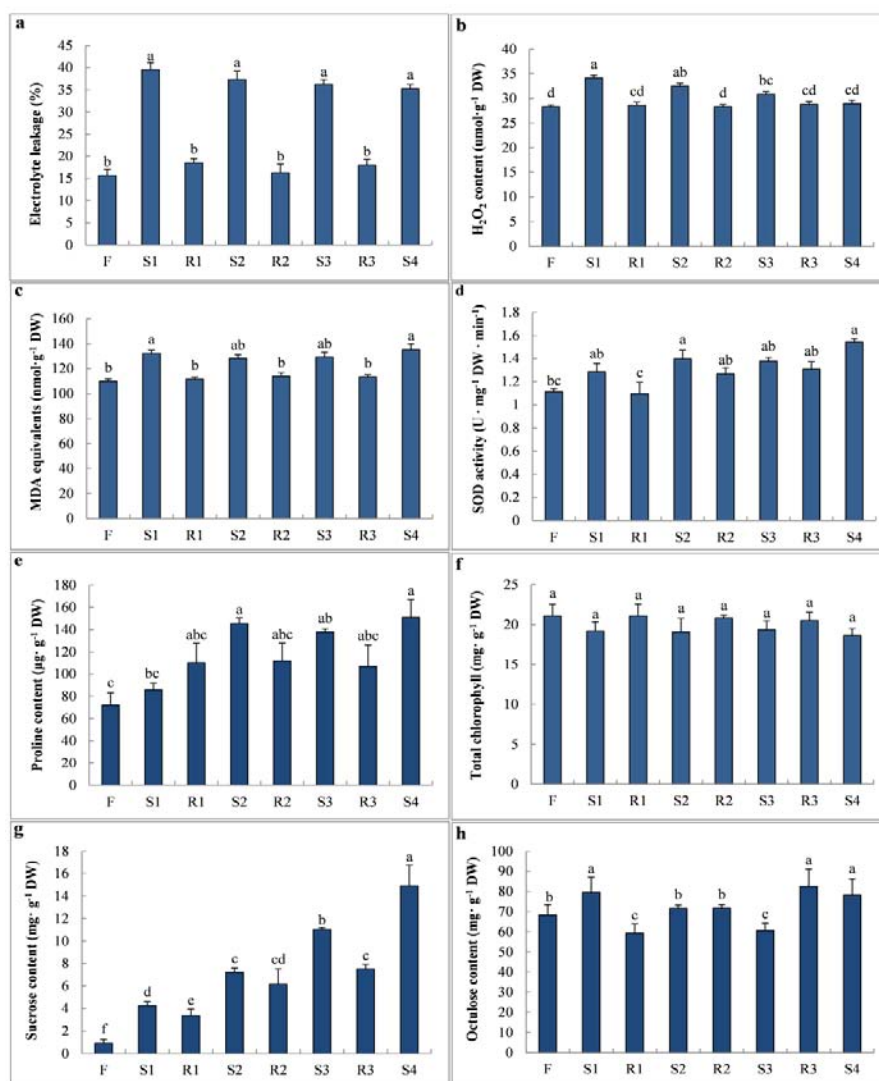 a
Electrolyte leakage (%)
45
40
35
30
25
20
15
10
5
0
b a b a b a b a
F S1 R1 S2 R2 S3 R3 S4
b
H₂O₂ content (umol·g⁻¹ DW)
40
35
30
25
20
15
10
5
0
d a cd ab d bc cd cd
F S1 R1 S2 R2 S3 R3 S4
c
MDA equivalents (nmol·g⁻¹ DW)
160
140
120
100
80
60
40
20
0
b a b ab b ab b a
F S1 R1 S2 R2 S3 R3 S4
d
SOD activity (U · mg⁻¹ DW · min⁻¹)
1.8
1.6
1.4
1.2
1
0.8
0.6
0.4
0.2
0
bc ab c a ab ab ab a
F S1 R1 S2 R2 S3 R3 S4
e
Proline content (µg· g⁻¹ DW)
180
160
140
120
100
80
60
40
20
0
c bc abc a abc ab abc a
F S1 R1 S2 R2 S3 R3 S4
f
Total chlorophyll (mg· g⁻¹ DW)
25
20
15
10
5
0
a a a a a a a a
F S1 R1 S2 R2 S3 R3 S4
g
Sucrose content (mg· g⁻¹ DW)
18
16
14
12
10
8
6
4
2
0
f d e c cd b c a
F S1 R1 S2 R2 S3 R3 S4
h
Octulose content (mg· g⁻¹ DW)
100
90
80
70
60
50
40
30
20
10
0
b a c b b c a a
F S1 R1 S2 R2 S3 R3 S4